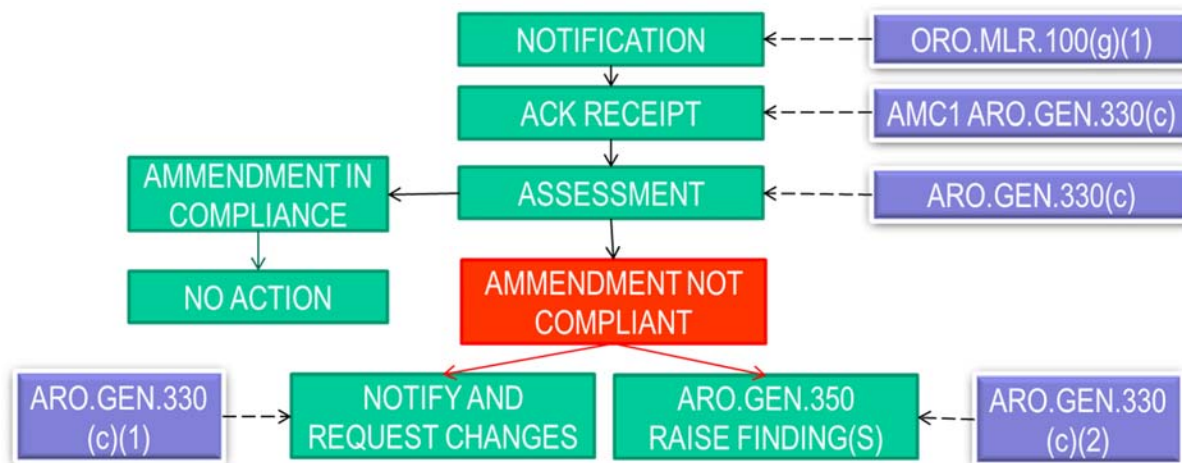 NOTIFICATION
ORO.MLR.100(g)(1)
ACK RECEIPT
AMC1 ARO.GEN.330(c)
AMMENDMENT IN
COMPLIANCE
ASSESSMENT
ARO.GEN.330(c)
NO ACTION
AMMENDMENT NOT
COMPLIANT
ARO.GEN.330
(c)(1)
NOTIFY AND
REQUEST CHANGES
ARO.GEN.350
RAISE FINDING(S)
ARO.GEN.330
(c)(2)